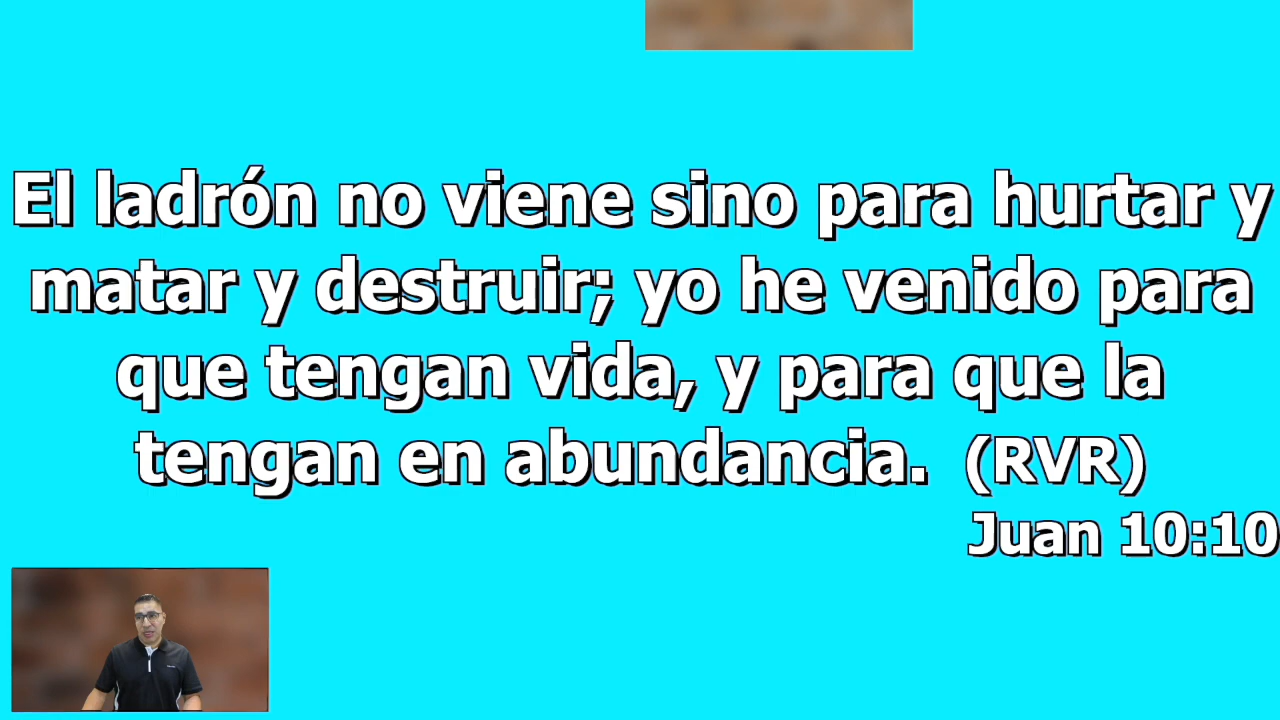 El ladrón no viene sino para hurtar y
matar y destruir; yo he venido para
que tengan vida, y para que la
tengan en abundancia. (RVR)
Juan 10:10